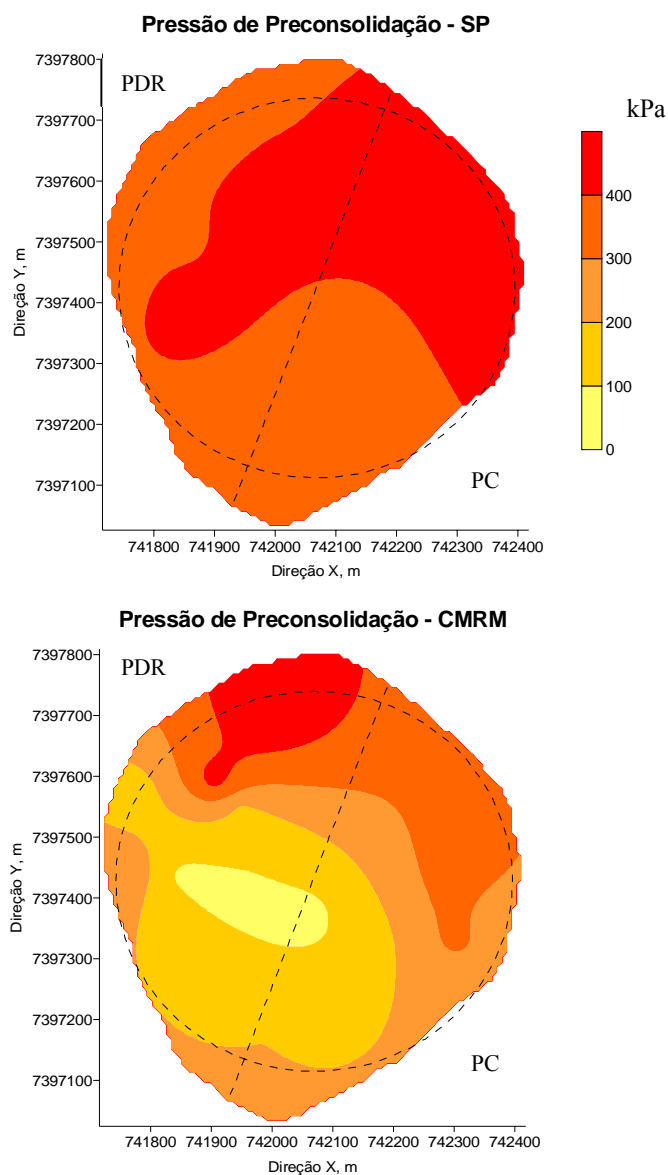 Pressão de Preconsolidação - SP
PDR
kPa
7397800
7397700
7397600
7397500
7397400
7397300
7397200
7397100
Direção Y, m
400
300
200
100
0
PC
741800 741900 742000 742100 742200 742300 742400
Direção X, m
Pressão de Preconsolidação - CMRM
PDR
7397800
7397700
7397600
7397500
7397400
7397300
7397200
7397100
Direção Y, m
PC
741800 741900 742000 742100 742200 742300 742400
Direção X, m